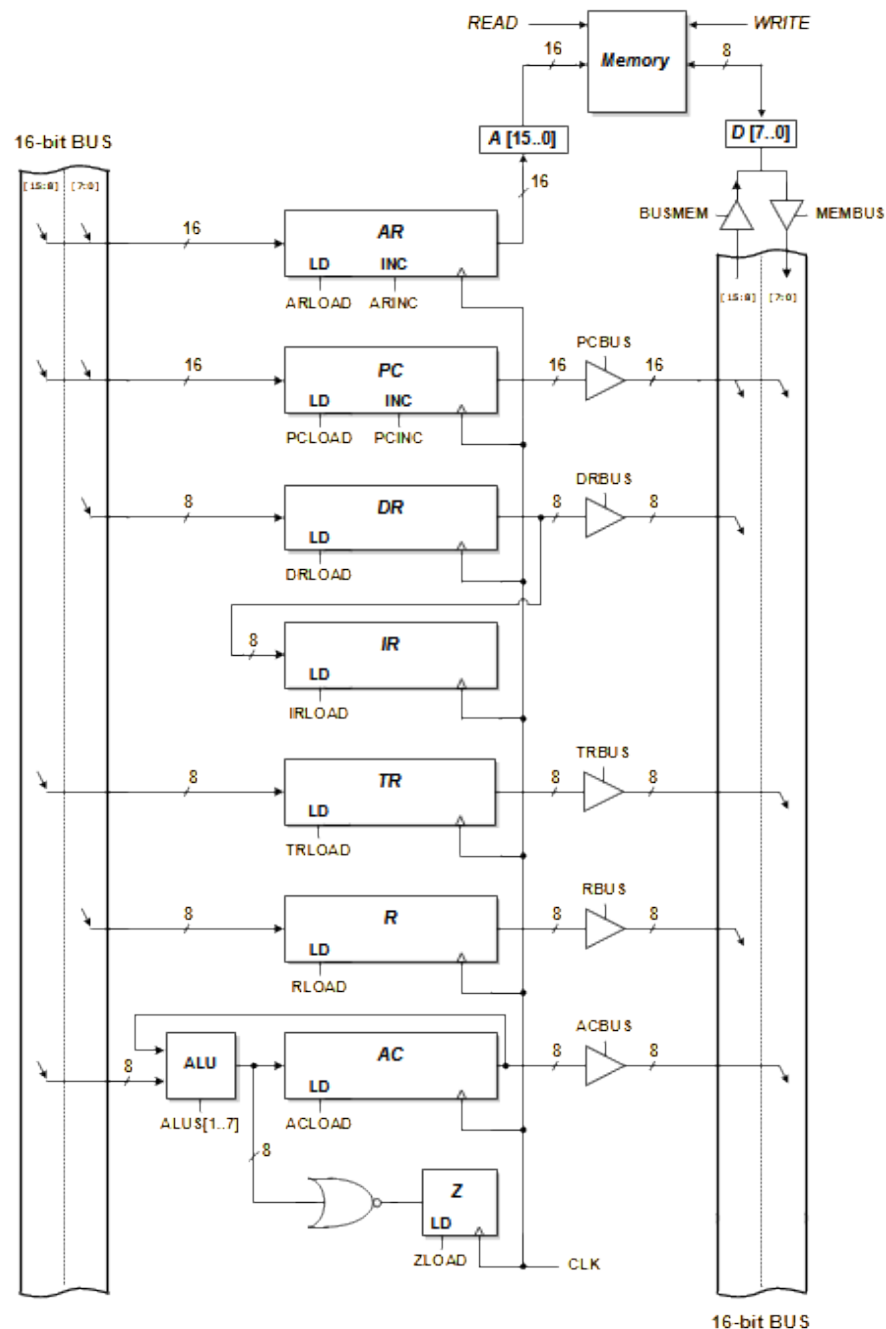 READ
WRITE
16
8
Memory
16-bit BUS
A [15..0]
D [7..0]
[15:8] [7:0]
16
BUSMEM
MEMBUS
16
AR
LD INC
[15:8] [7:0]
ARLOAD ARINC
PCBUS
16
PC
16
16
LD INC
PCLOAD PCINC
DRBUS
8
DR
8
8
LD
DRLOAD
8
IR
LD
IRLOAD
TRBUS
8
TR
8
8
LD
TRLOAD
RBUS
8
R
8
8
LD
RLOAD
ACBUS
8
ALU
AC
8
8
LD
ALUS[1..7]
ACLOAD
8
Z
LD
ZLOAD
CLK
16-bit BUS